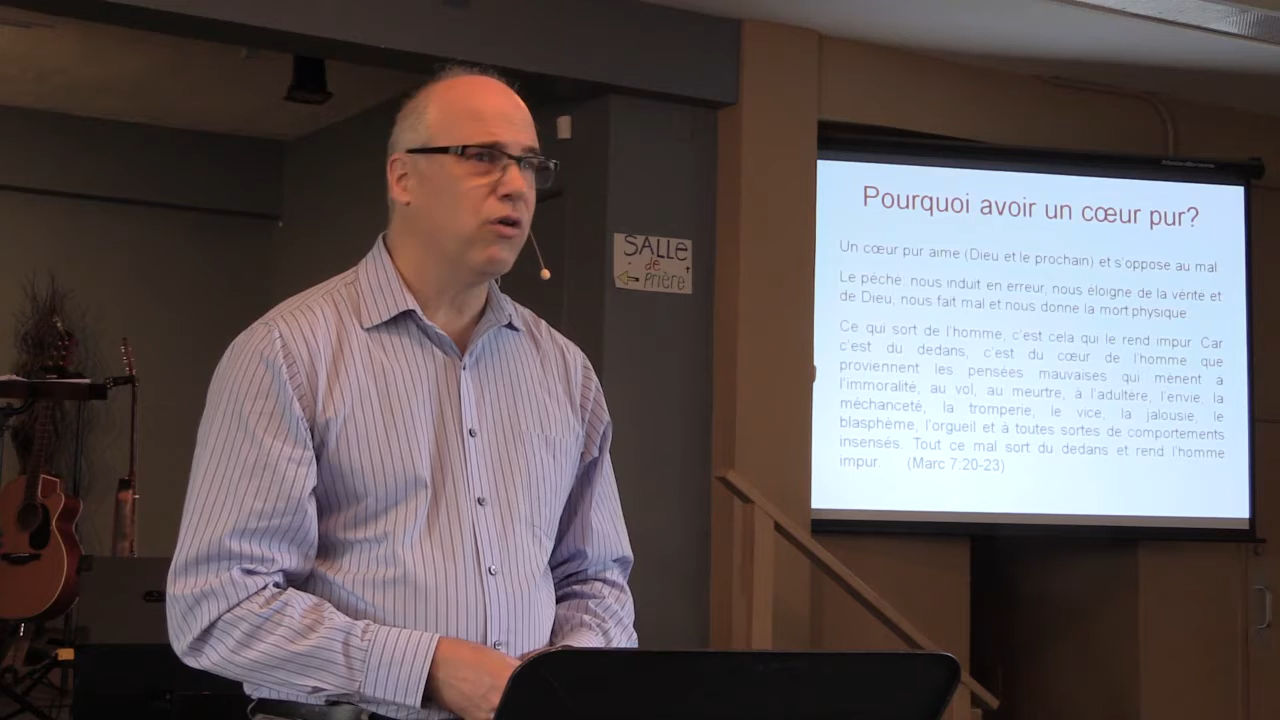 SALLE
de
Prière
Pourquoi avoir un cœur pur?
Un cœur pur aime (Dieu et le prochain) et s'oppose au mal
Le péché: nous induit en erreur, nous éloigne de la vérité et
de Dieu, nous fait mal et nous donne la mort physique
Ce qui sort de l'homme, c'est cela qui le rend impur Car
c'est du dedans, c'est du cœur de l'homme que
proviennent les pensées mauvaises qui mènent à
l'immoralité, au vol, au meurtre, à l'adultère, l'envie la
méchanceté, la tromperie, le vice, la jalousie, le
blasphème, l'orgueil et à toutes sortes de comportements
insensés. Tout ce mal sort du dedans et rend l'homme
impur. (Marc 7:20-23)